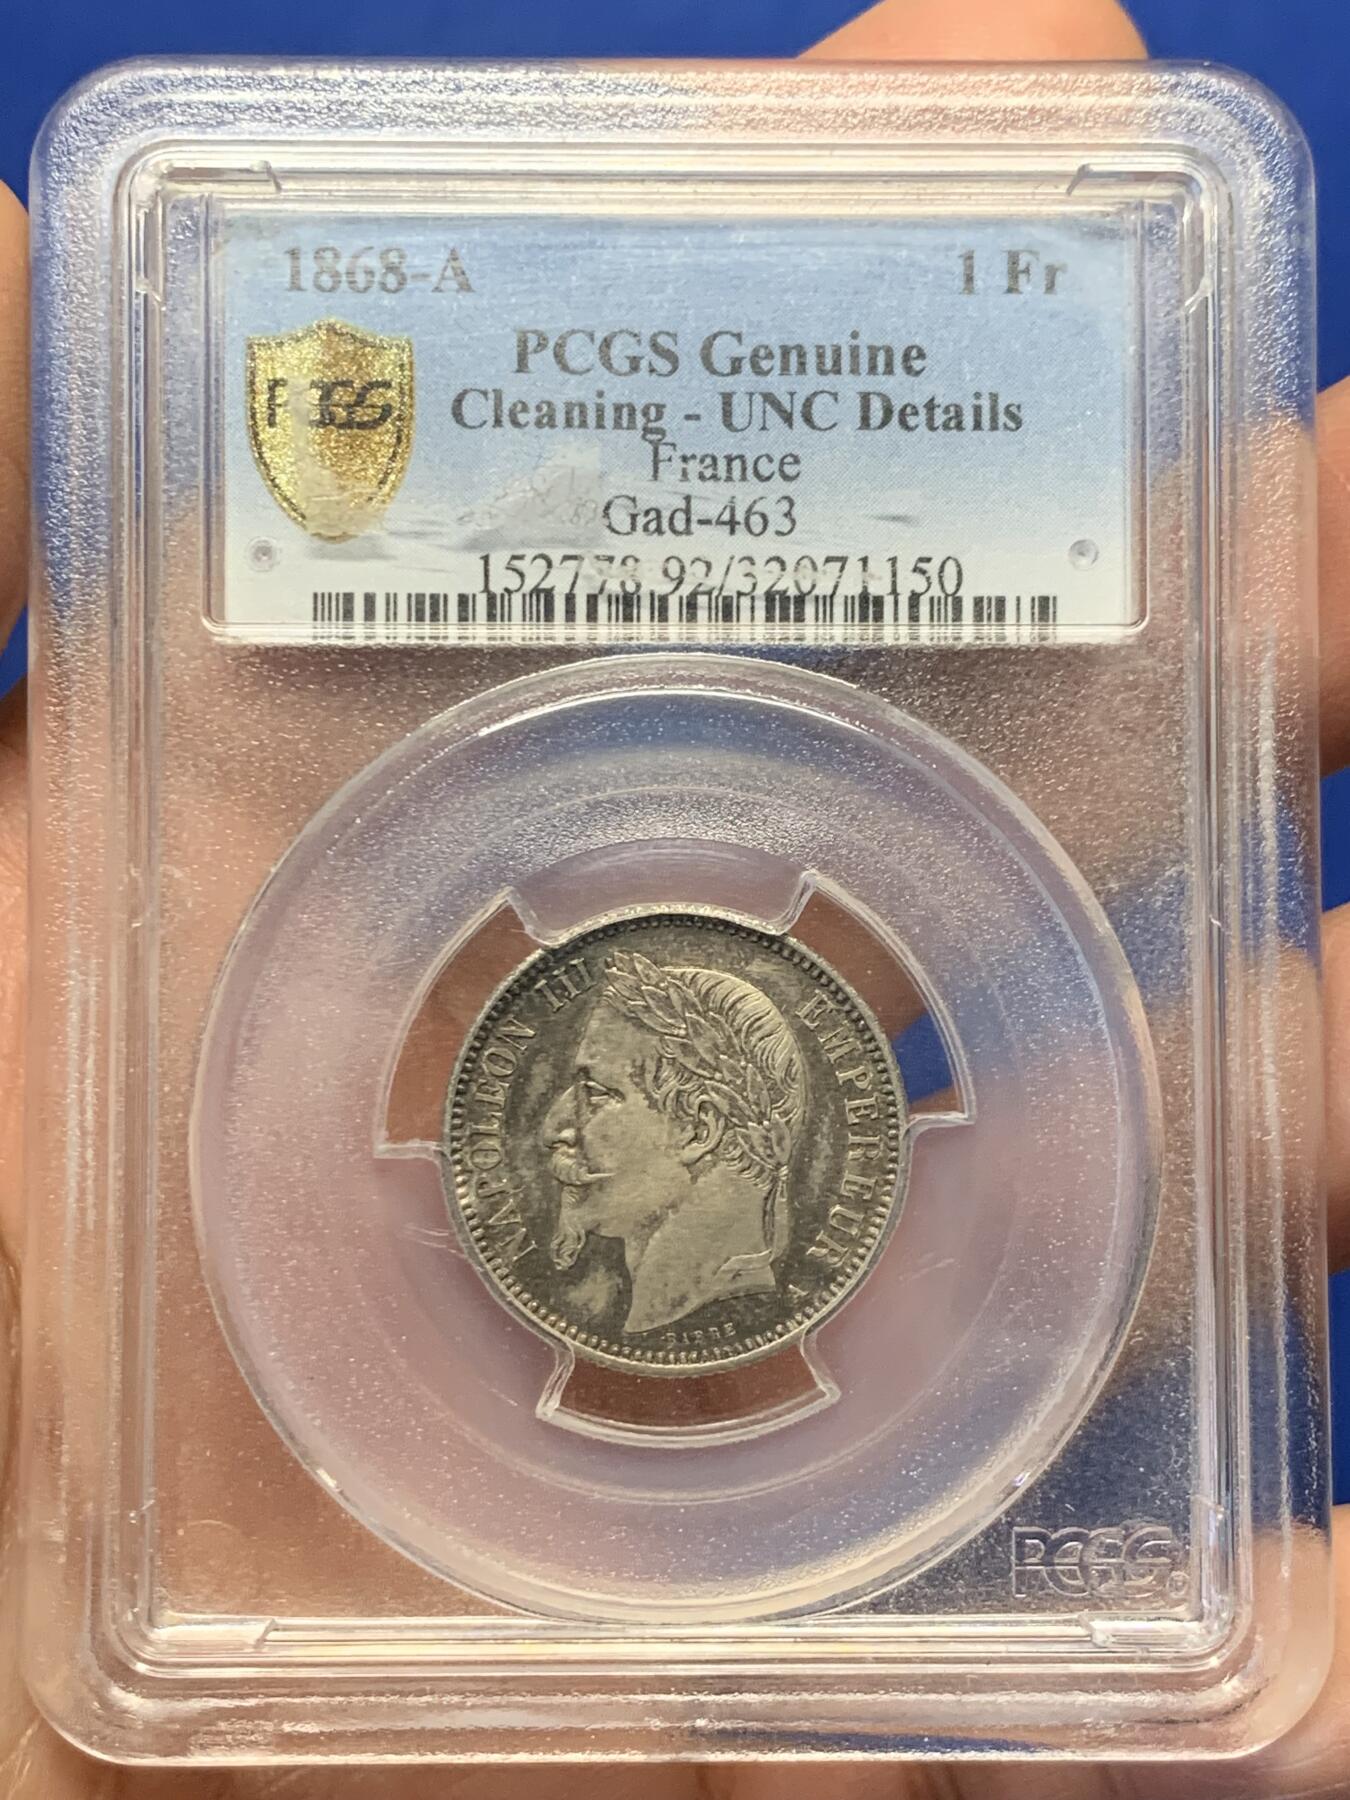 1868-A 1 Fr
PCGS
PCGS Genuine
Cleaning - UNC Details
France
Gad-463
152778.92/32071150
NAPOLEON III EMPEREUR
A
BARRE
PCGS